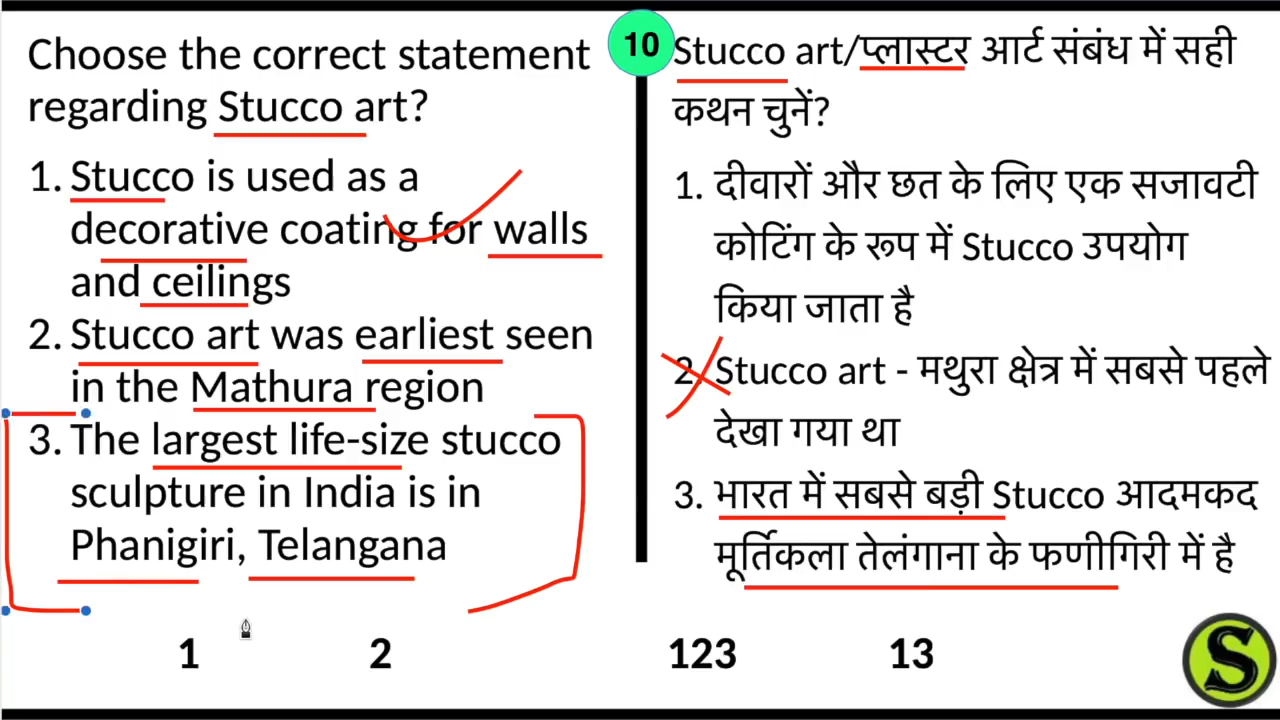 Choose the correct statement
regarding Stucco art?
1. Stucco is used as a
decorative coating for walls
and ceilings
2. Stucco art was earliest seen
in the Mathura region
3. The largest life-size stucco
sculpture in India is in
Phanigiri, Telangana
10
Stucco art/प्लास्टर आर्ट संबंध में सही
कथन चुनें?
1. दीवारों और छत के लिए एक सजावटी
कोटिंग के रूप में Stucco उपयोग
किया जाता है
2. Stucco art - मथुरा क्षेत्र में सबसे पहले
देखा गया था
3. भारत में सबसे बड़ी Stucco आदमकद
मूर्तिकला तेलंगाना के फणीगिरी में है
1 2 123 13
S